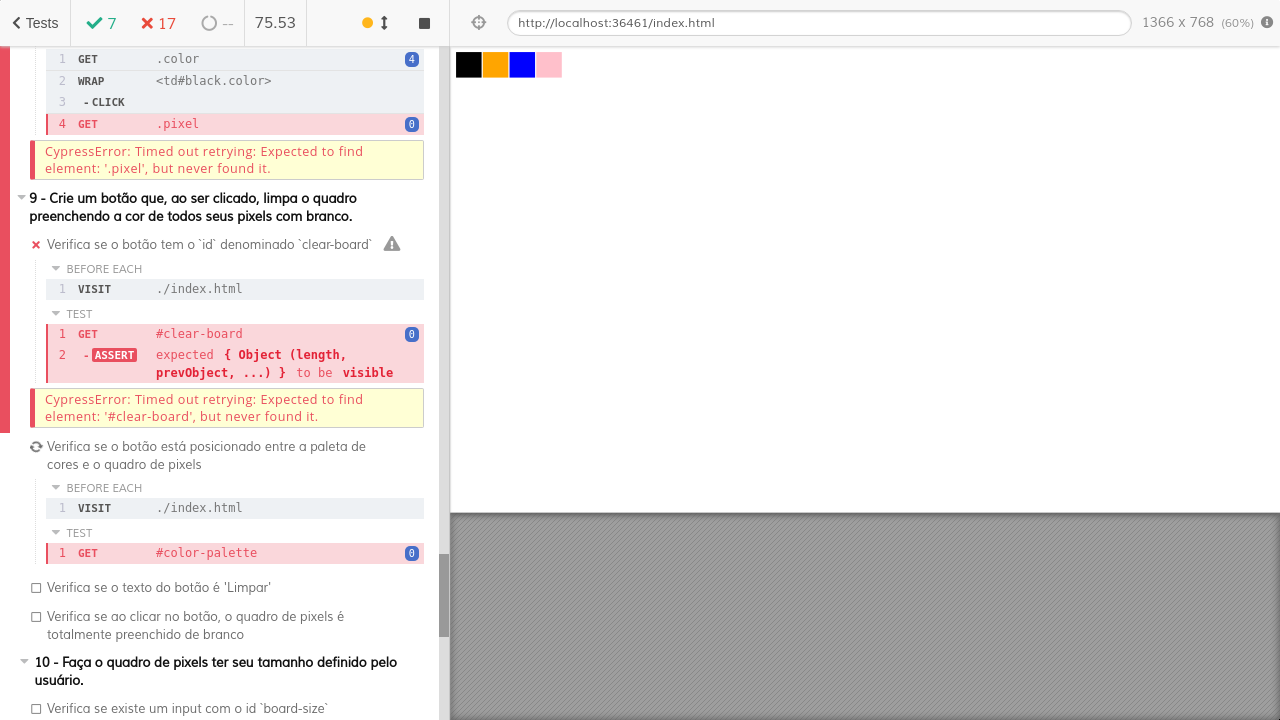 Tests 7 17 -- 75.53 http://localhost:36461/index.html 1366 x 768 (60%)
1 GET .color 4
2 WRAP <td#black.color>
3 -CLICK
4 GET .pixel 0
CypressError: Timed out retrying: Expected to find
element: '.pixel', but never found it.
9 - Crie um botão que, ao ser clicado, limpa o quadro
preenchendo a cor de todos seus pixels com branco.
Verifica se o botão tem o `id` denominado `clear-board`
BEFORE EACH
1 VISIT ./index.html
TEST
1 GET #clear-board 0
2 -ASSERT expected { Object (length,
prevObject, ...) } to be visible
CypressError: Timed out retrying: Expected to find
element: '#clear-board', but never found it.
Verifica se o botão está posicionado entre a paleta de
cores e o quadro de pixels
BEFORE EACH
1 VISIT ./index.html
TEST
1 GET #color-palette 0
Verifica se o texto do botão é 'Limpar'
Verifica se ao clicar no botão, o quadro de pixels é
totalmente preenchido de branco
10 - Faça o quadro de pixels ter seu tamanho definido pelo
usuário.
Verifica se existe um input com o id `board-size`